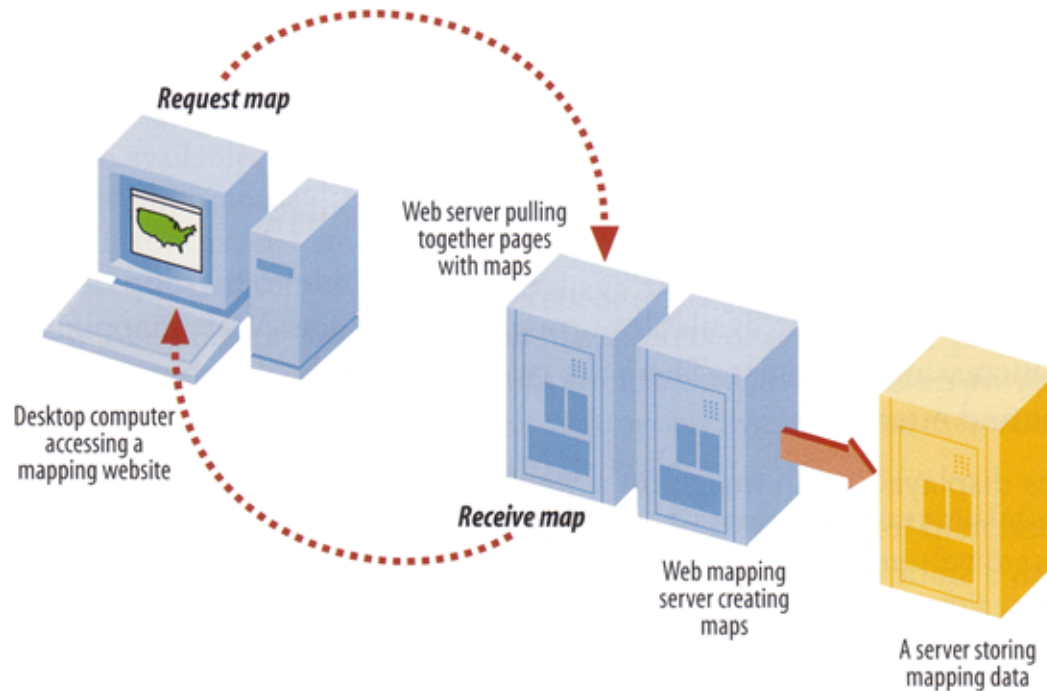 Request map
Web server pulling
together pages
with maps
Desktop computer
accessing a
mapping website
Receive map
Web mapping
server creating
maps
A server storing
mapping data